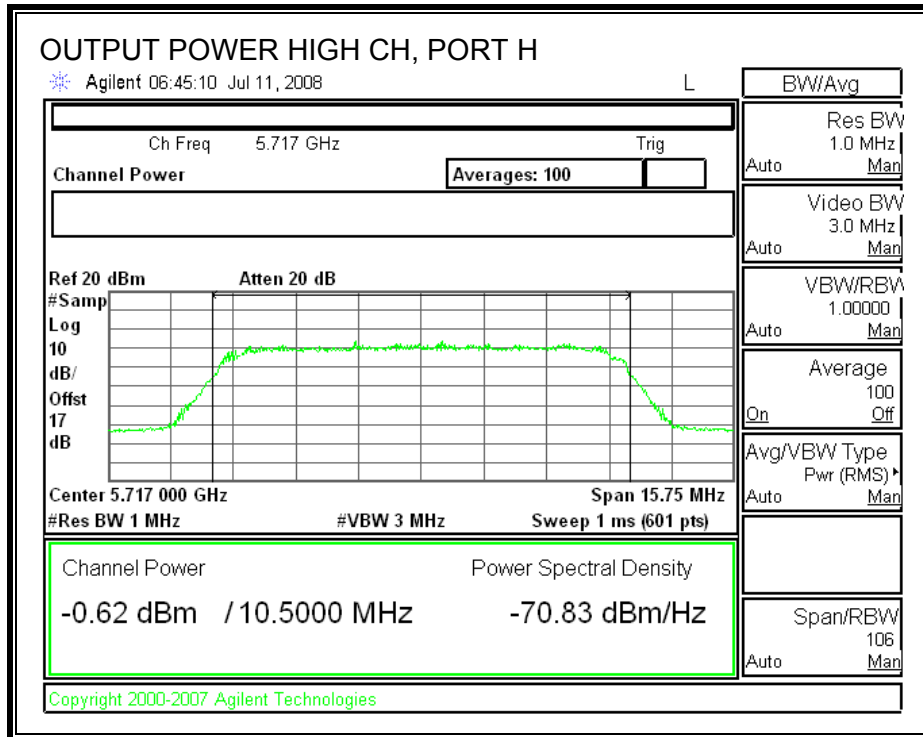 OUTPUT POWER HIGH CH, PORT H
Agilent 06:45:10 Jul 11, 2008 L
Ch Freq 5.717 GHz Trig
Channel Power Averages: 100
Ref 20 dBm Atten 20 dB
#Samp
Log
10
dB/
Offst
17
dB
Center 5.717 000 GHz Span 15.75 MHz
#Res BW 1 MHz #VBW 3 MHz Sweep 1 ms (601 pts)
Channel Power Power Spectral Density
-0.62 dBm / 10.5000 MHz -70.83 dBm/Hz
Copyright 2000-2007 Agilent Technologies
BW/Avg
Res BW
1.0 MHz
Auto Man
Video BW
3.0 MHz
Auto Man
VBW/RBW
1.00000
Auto Man
Average
100
On Off
Avg/VBW Type
Pwr (RMS)
Auto Man
Span/RBW
106
Auto Man